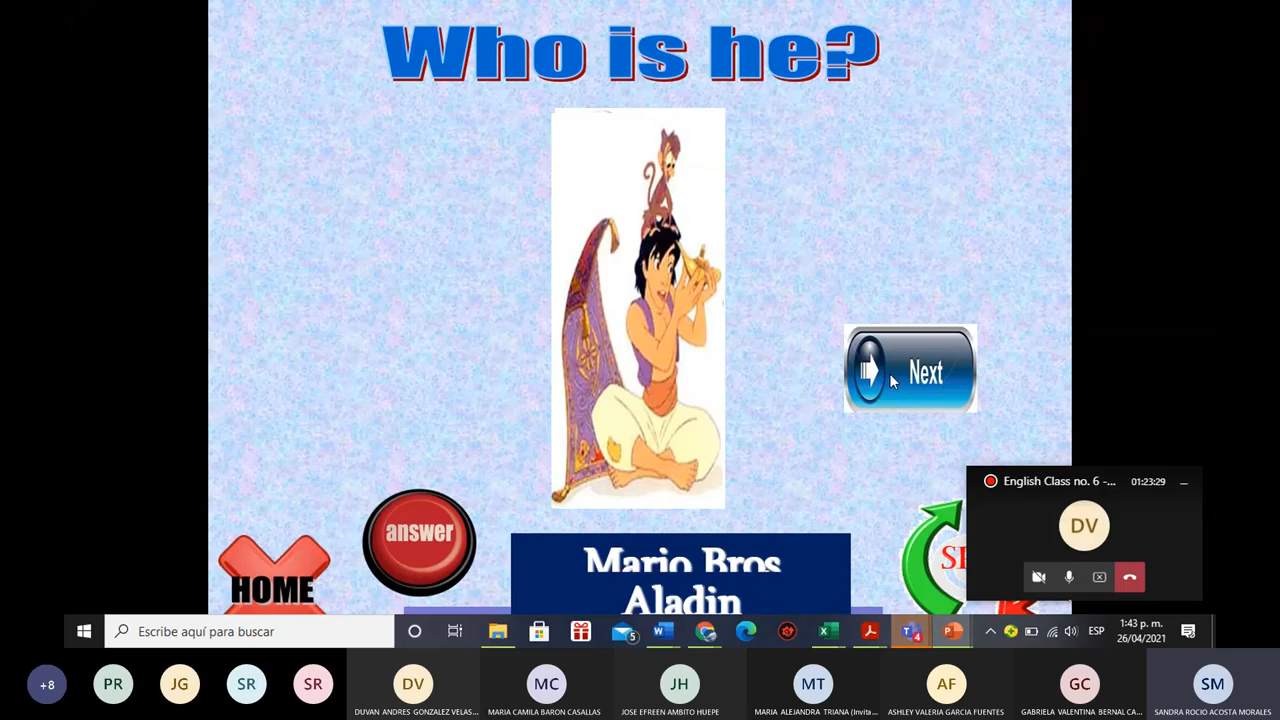 Who is he?
Next
English Class no. 6 -...
01:23:29
DV
answer
HOME
Mario Bros
Aladin
Escribe aquí para buscar
5
4
ESP
1:43 p. m.
26/04/2021
+8
PR
JG
SR
SR
DV
MC
JH
MT
AF
GC
SM
DUVAN ANDRES GONZALEZ VELAS...
MARIA CAMILA BARON CASALLAS
JOSE EFREEN AMBITO HUEPE
MARIA ALEJANDRA TRIANA (Invita...
ASHLEY VALERIA GARCIA FUENTES
GABRIELA VALENTINA BERNAL CA...
SANDRA ROCIO ACOSTA MORALES